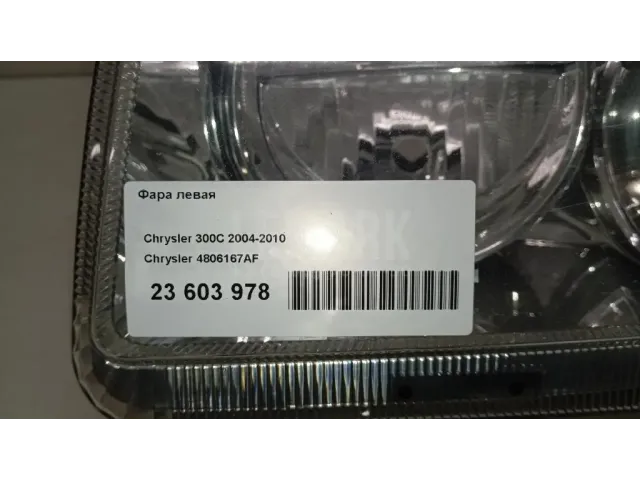 Фара левая
Chrysler 300C 2004-2010
Chrysler 4806167AF
23 603 978